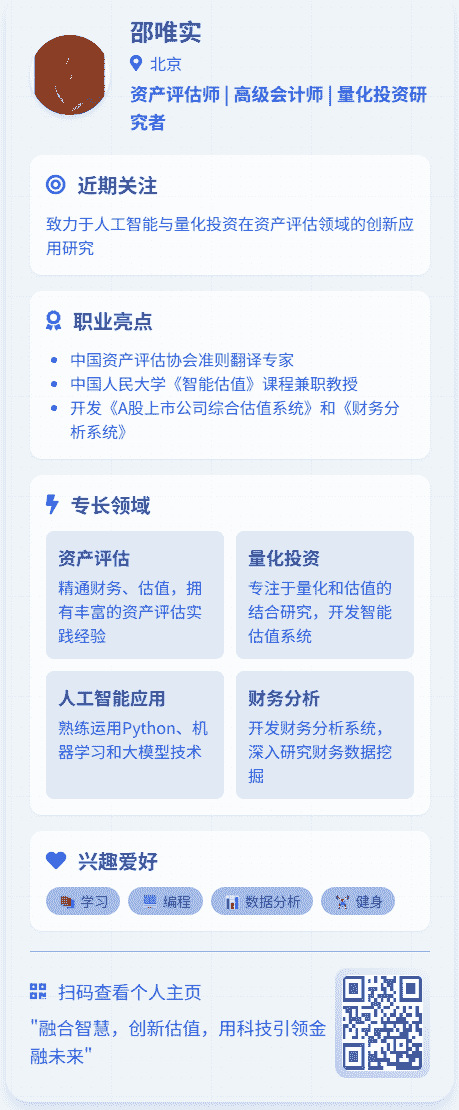 邵唯实
北京
资产评估师 | 高级会计师 | 量化投资研
究者
近期关注
致力于人工智能与量化投资在资产评估领域的创新应
用研究
职业亮点
中国资产评估协会准则翻译专家
中国人民大学《智能估值》课程兼职教授
开发《A股上市公司综合估值系统》和《财务分
析系统》
专长领域
资产评估
精通财务、估值，拥
有丰富的资产评估实
践经验
量化投资
专注于量化和估值的
结合研究，开发智能
估值系统
人工智能应用
熟练运用Python、机
器学习和大模型技术
财务分析
开发财务分析系统，
深入研究财务数据挖
掘
兴趣爱好
学习
编程
数据分析
健身
扫码查看个人主页
"融合智慧，创新估值，用科技引领金
融未来"